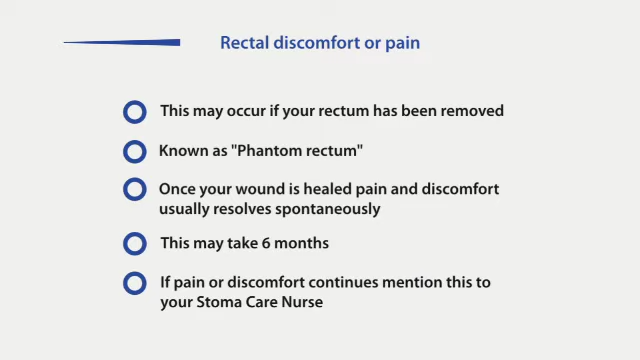 Rectal discomfort or pain
This may occur if your rectum has been removed
Known as "Phantom rectum"
Once your wound is healed pain and discomfort
usually resolves spontaneously
This may take 6 months
If pain or discomfort continues mention this to
your Stoma Care Nurse